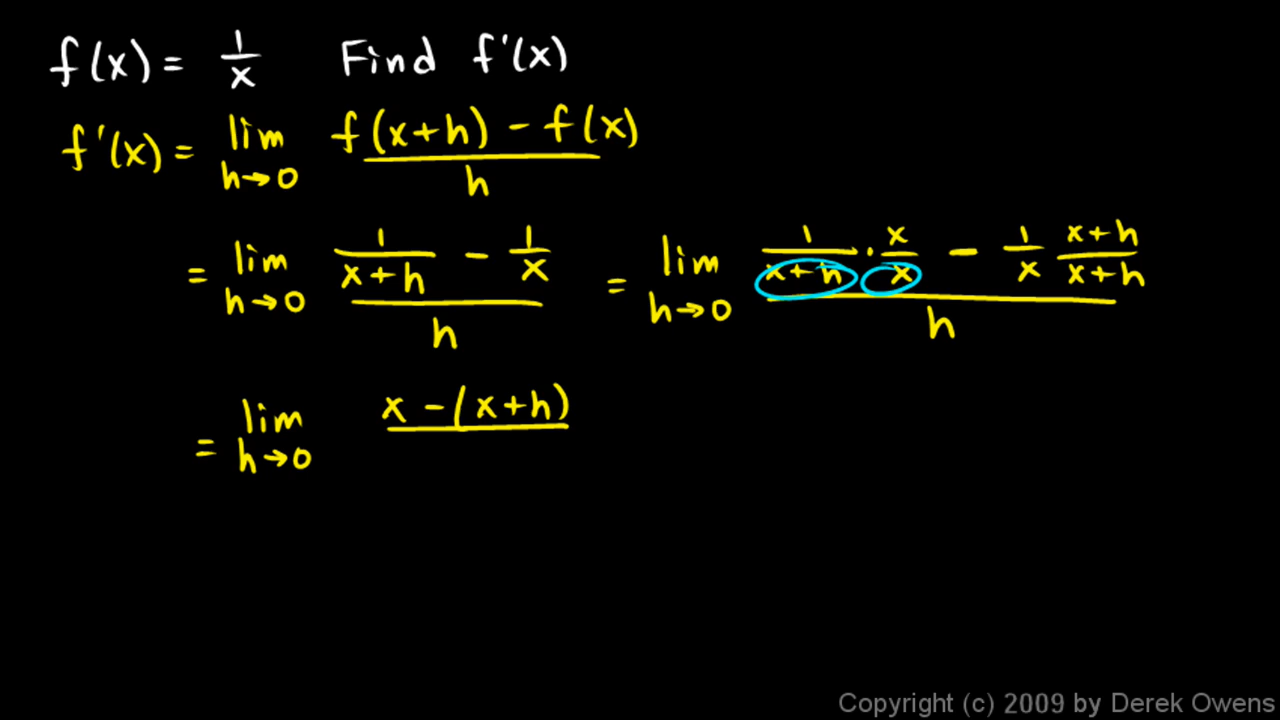 f(x) = 1/x Find f'(x)
f'(x) = lim h→0 (f(x+h) − f(x))/h
= lim h→0 (1/(x+h) − 1/x)/h = lim h→0 (1/(x+h) · x/x − 1/x (x+h)/(x+h))/h
= lim h→0 x − (x+h)
Copyright (c) 2009 by Derek Owens